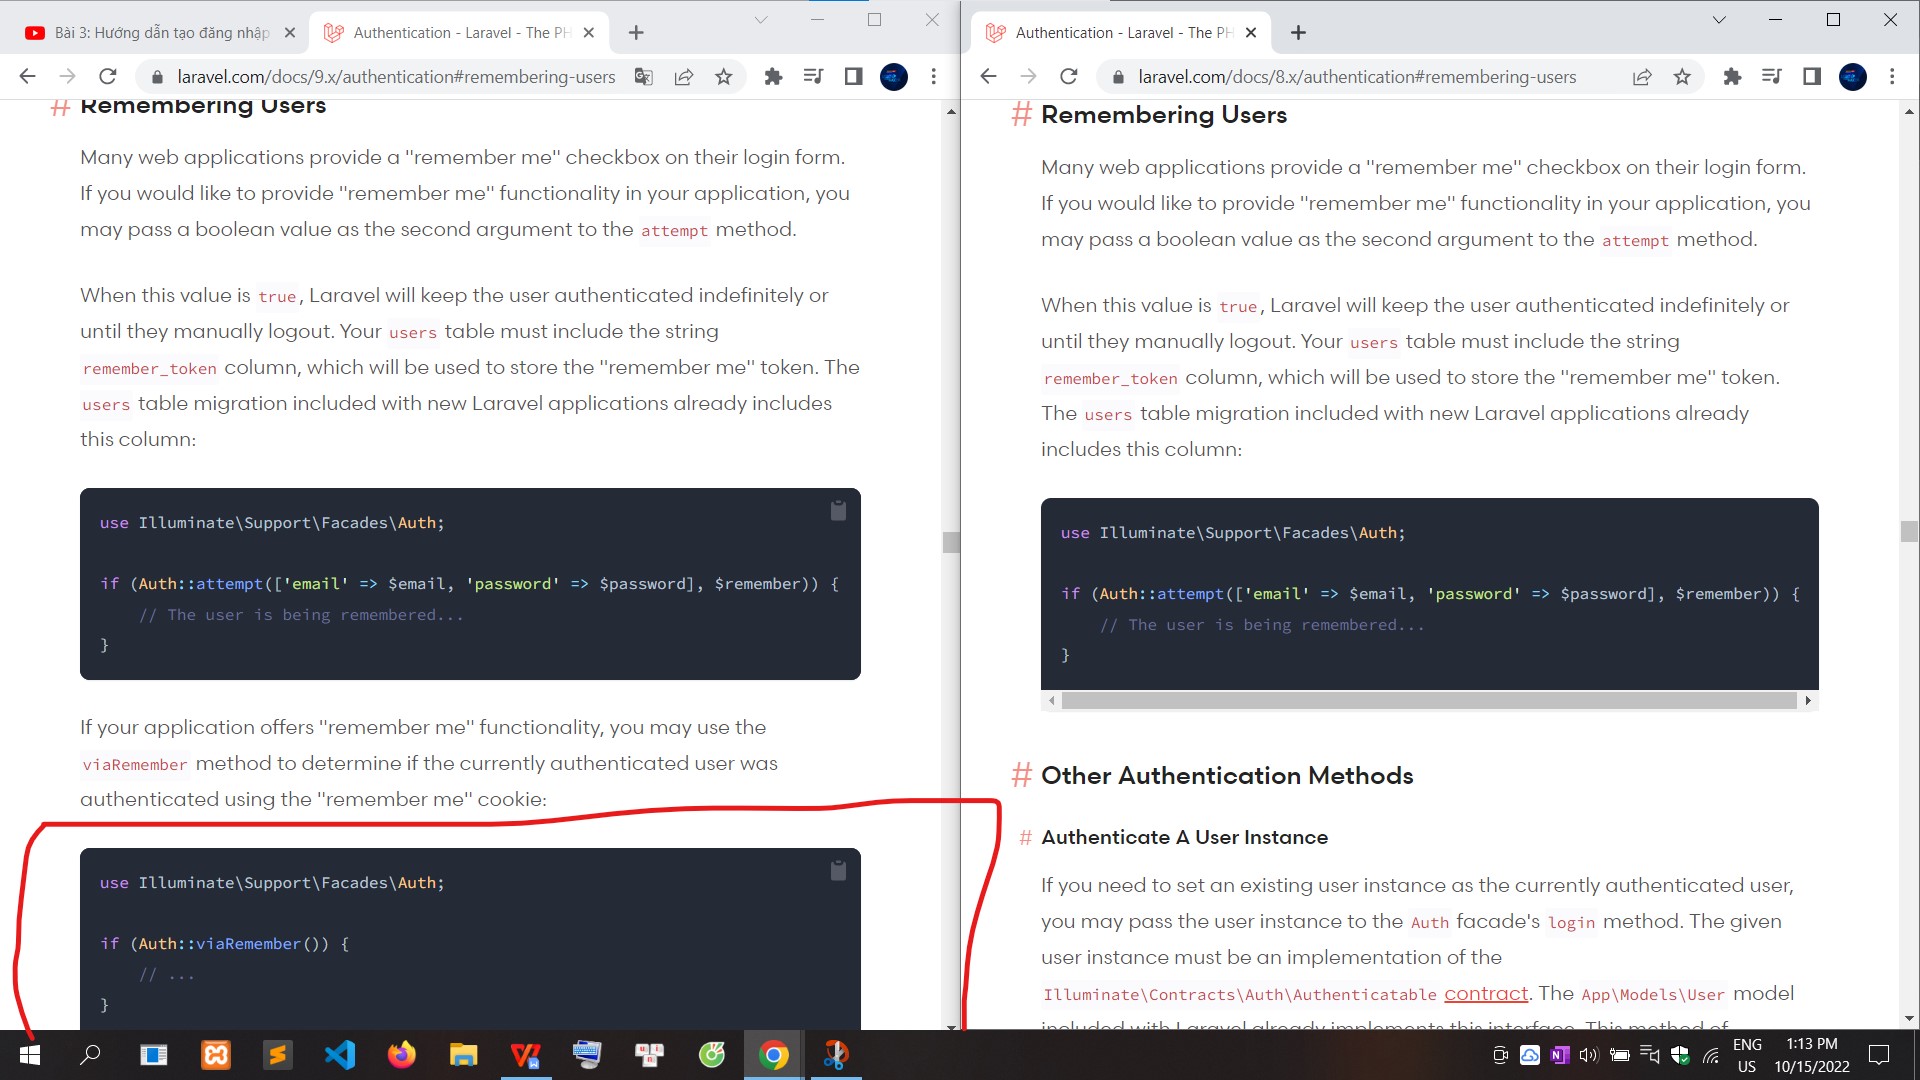 Bài 3: Hướng dẫn tạo đăng nhập
Authentication - Laravel - The PH
laravel.com/docs/9.x/authentication#remembering-users
# Remembering Users
Many web applications provide a "remember me" checkbox on their login form.
If you would like to provide "remember me" functionality in your application, you
may pass a boolean value as the second argument to the attempt method.
When this value is true, Laravel will keep the user authenticated indefinitely or
until they manually logout. Your users table must include the string
remember_token column, which will be used to store the "remember me" token. The
users table migration included with new Laravel applications already includes
this column:
use Illuminate\Support\Facades\Auth;
if (Auth::attempt(['email' => $email, 'password' => $password], $remember)) {
// The user is being remembered...
}
If your application offers "remember me" functionality, you may use the
viaRemember method to determine if the currently authenticated user was
authenticated using the "remember me" cookie:
use Illuminate\Support\Facades\Auth;
if (Auth::viaRemember()) {
// ...
}
Authentication - Laravel - The PH
laravel.com/docs/8.x/authentication#remembering-users
# Remembering Users
Many web applications provide a "remember me" checkbox on their login form.
If you would like to provide "remember me" functionality in your application, you
may pass a boolean value as the second argument to the attempt method.
When this value is true, Laravel will keep the user authenticated indefinitely or
until they manually logout. Your users table must include the string
remember_token column, which will be used to store the "remember me" token.
The users table migration included with new Laravel applications already
includes this column:
use Illuminate\Support\Facades\Auth;
if (Auth::attempt(['email' => $email, 'password' => $password], $remember)) {
// The user is being remembered...
}
# Other Authentication Methods
# Authenticate A User Instance
If you need to set an existing user instance as the currently authenticated user,
you may pass the user instance to the Auth facade's login method. The given
user instance must be an implementation of the
Illuminate\Contracts\Auth\Authenticatable contract. The App\Models\User model
included with Laravel already implements this interface. This method of
ENG
US
1:13 PM
10/15/2022